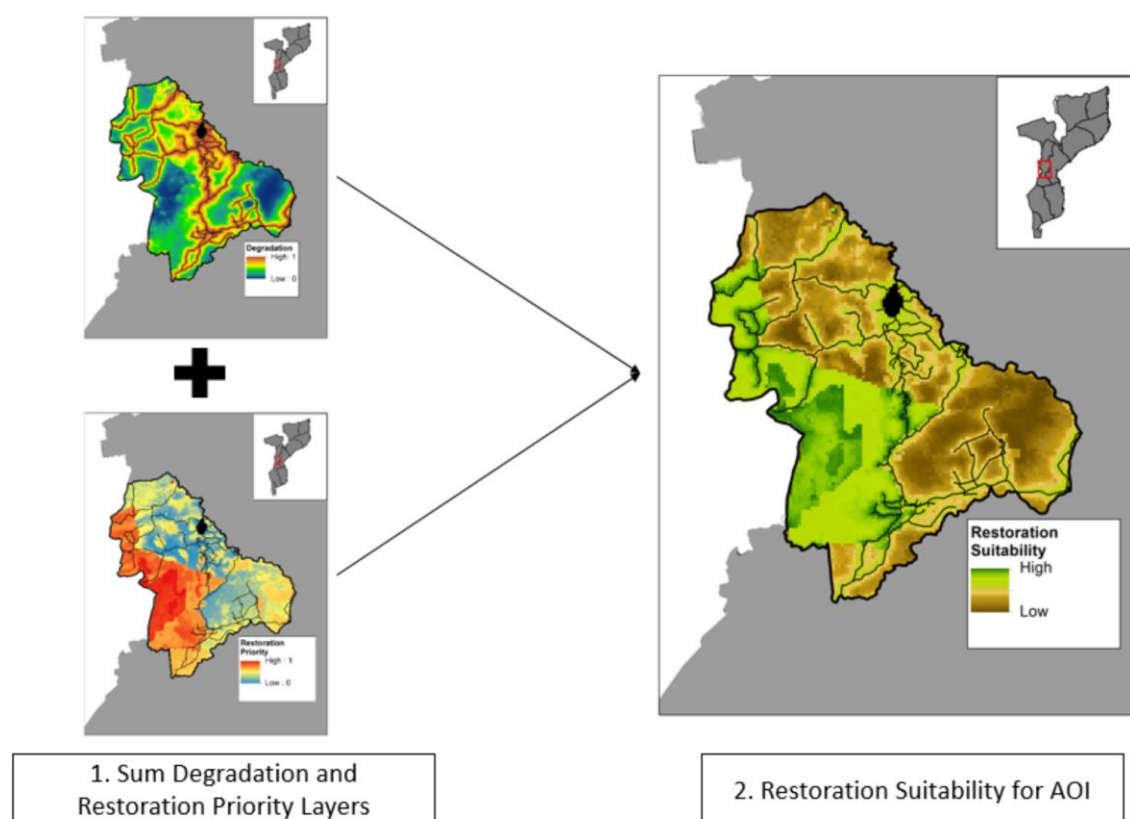 Degradation
High: 1
Low : 0
Restoration
Priority
High : 1
Low : 0
1. Sum Degradation and
Restoration Priority Layers
Restoration
Suitability
High
Low
2. Restoration Suitability for AOI